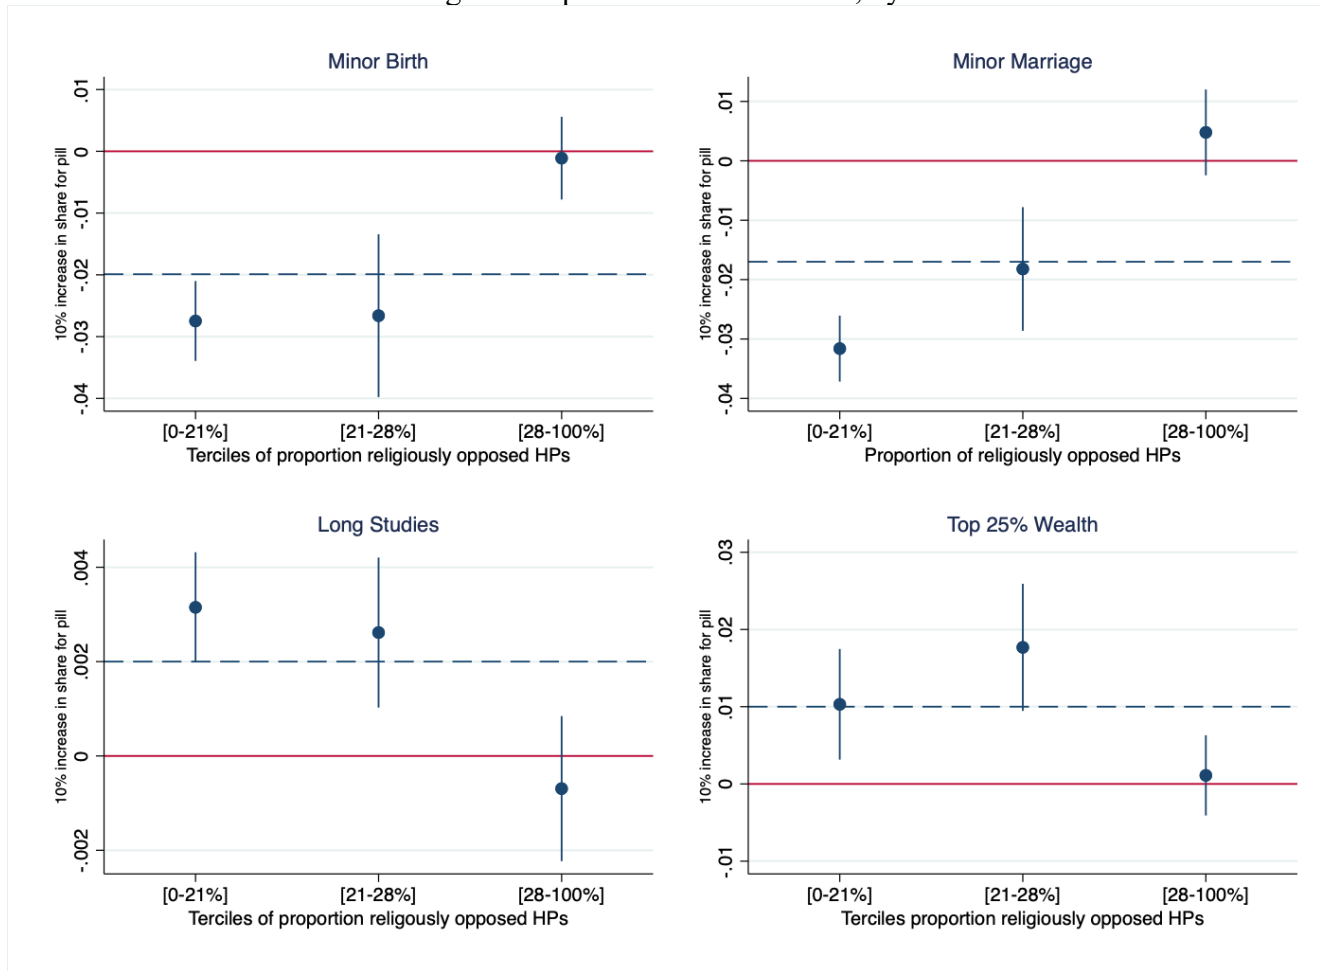 Minor Birth
10% increase in share for pill
.01
0
-.01
-.02
-.03
-.04
[0-21%] [21-28%] [28-100%]
Terciles of proportion religiously opposed HPs
Minor Marriage
10% increase in share for pill
.01
0
-.01
-.02
-.03
-.04
[0-21%] [21-28%] [28-100%]
Proportion of religiously opposed HPs
Long Studies
10% increase in share for pill
.004
.002
0
-.002
[0-21%] [21-28%] [28-100%]
Terciles of proportion religously opposed HPs
Top 25% Wealth
10% increase in share for pill
.03
.02
.01
0
-.01
[0-21%] [21-28%] [28-100%]
Terciles proportion religiously opposed HPs